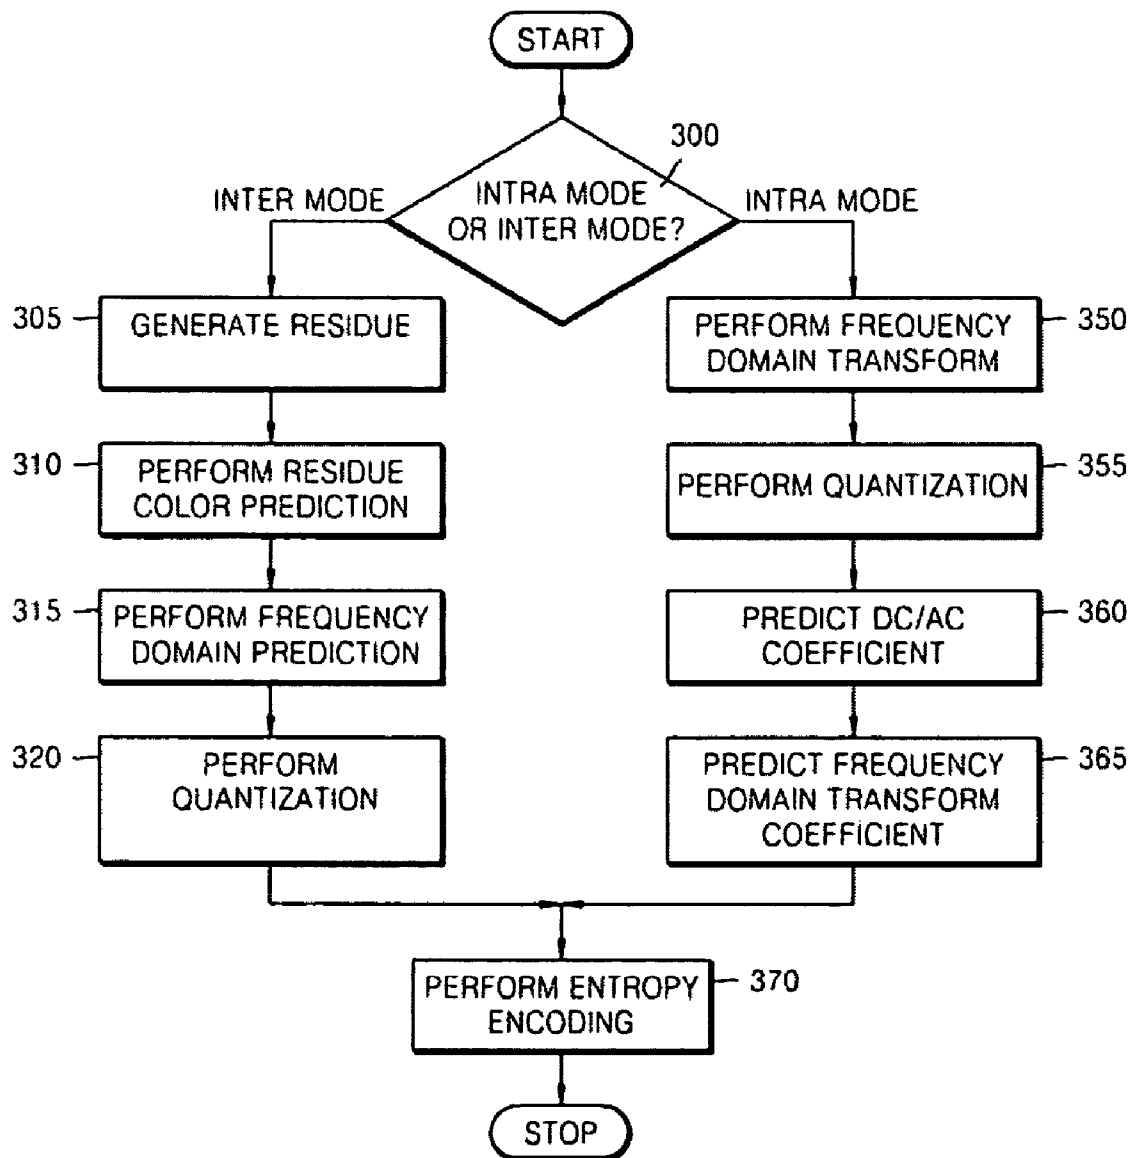 START
300
INTER MODE
INTRA MODE
OR INTER MODE?
INTRA MODE
305
GENERATE RESIDUE
310
PERFORM RESIDUE
COLOR PREDICTION
315
PERFORM FREQUENCY
DOMAIN PREDICTION
320
PERFORM
QUANTIZATION
PERFORM FREQUENCY
DOMAIN TRANSFORM
350
PERFORM QUANTIZATION
355
PREDICT DC/AC
COEFFICIENT
360
PREDICT FREQUENCY
DOMAIN TRANSFORM
COEFFICIENT
365
PERFORM ENTROPY
ENCODING
370
STOP